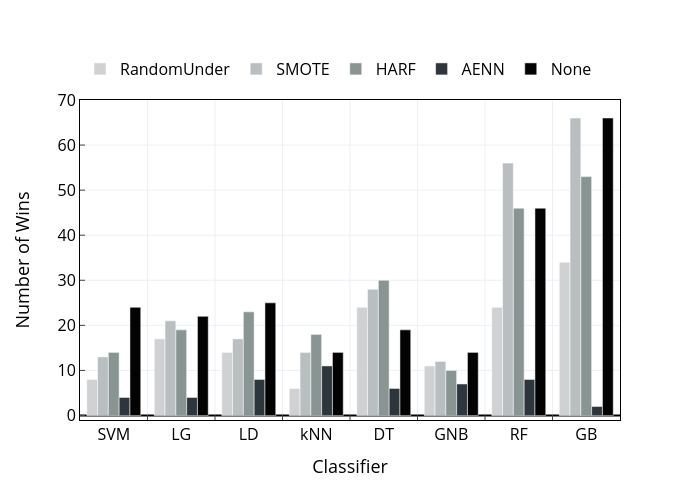 RandomUnder SMOTE HARF AENN None
70
60
50
40
30
20
10
0
Number of Wins
SVM LG LD kNN DT GNB RF GB
Classifier